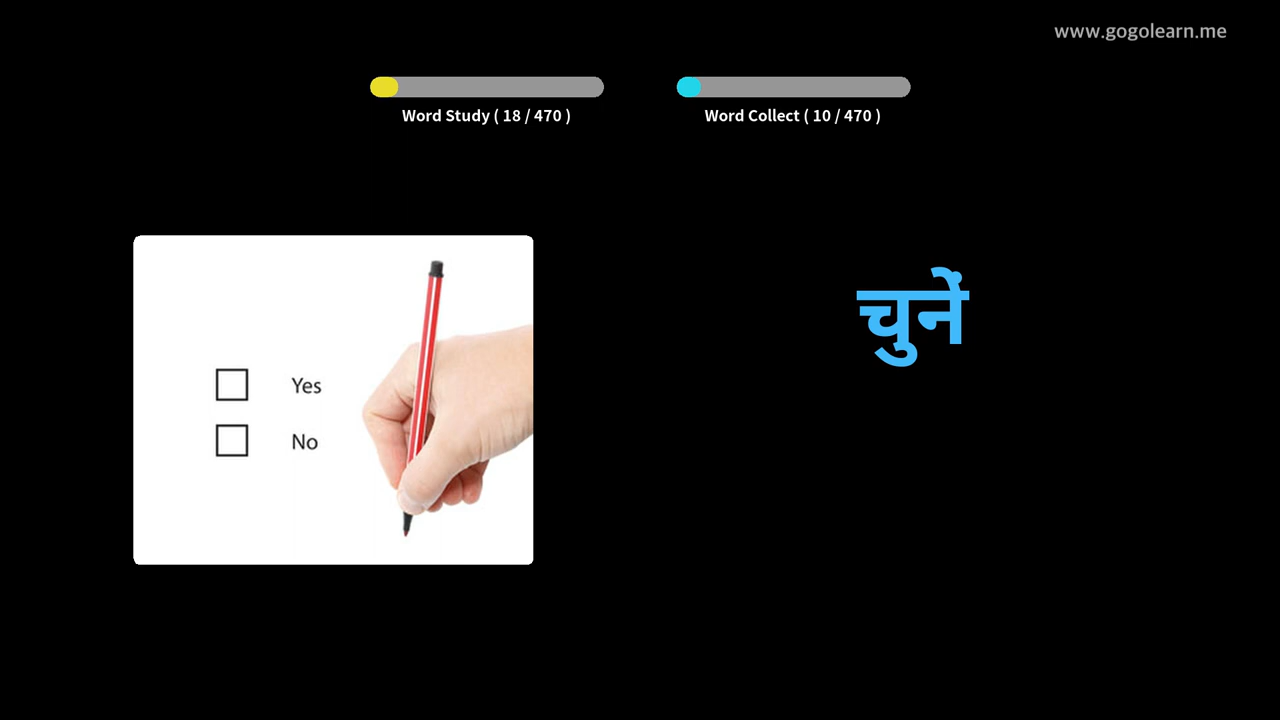 www.gogolearn.me
Word Study ( 18 / 470 )
Word Collect ( 10 / 470 )
चुनें
Yes
No